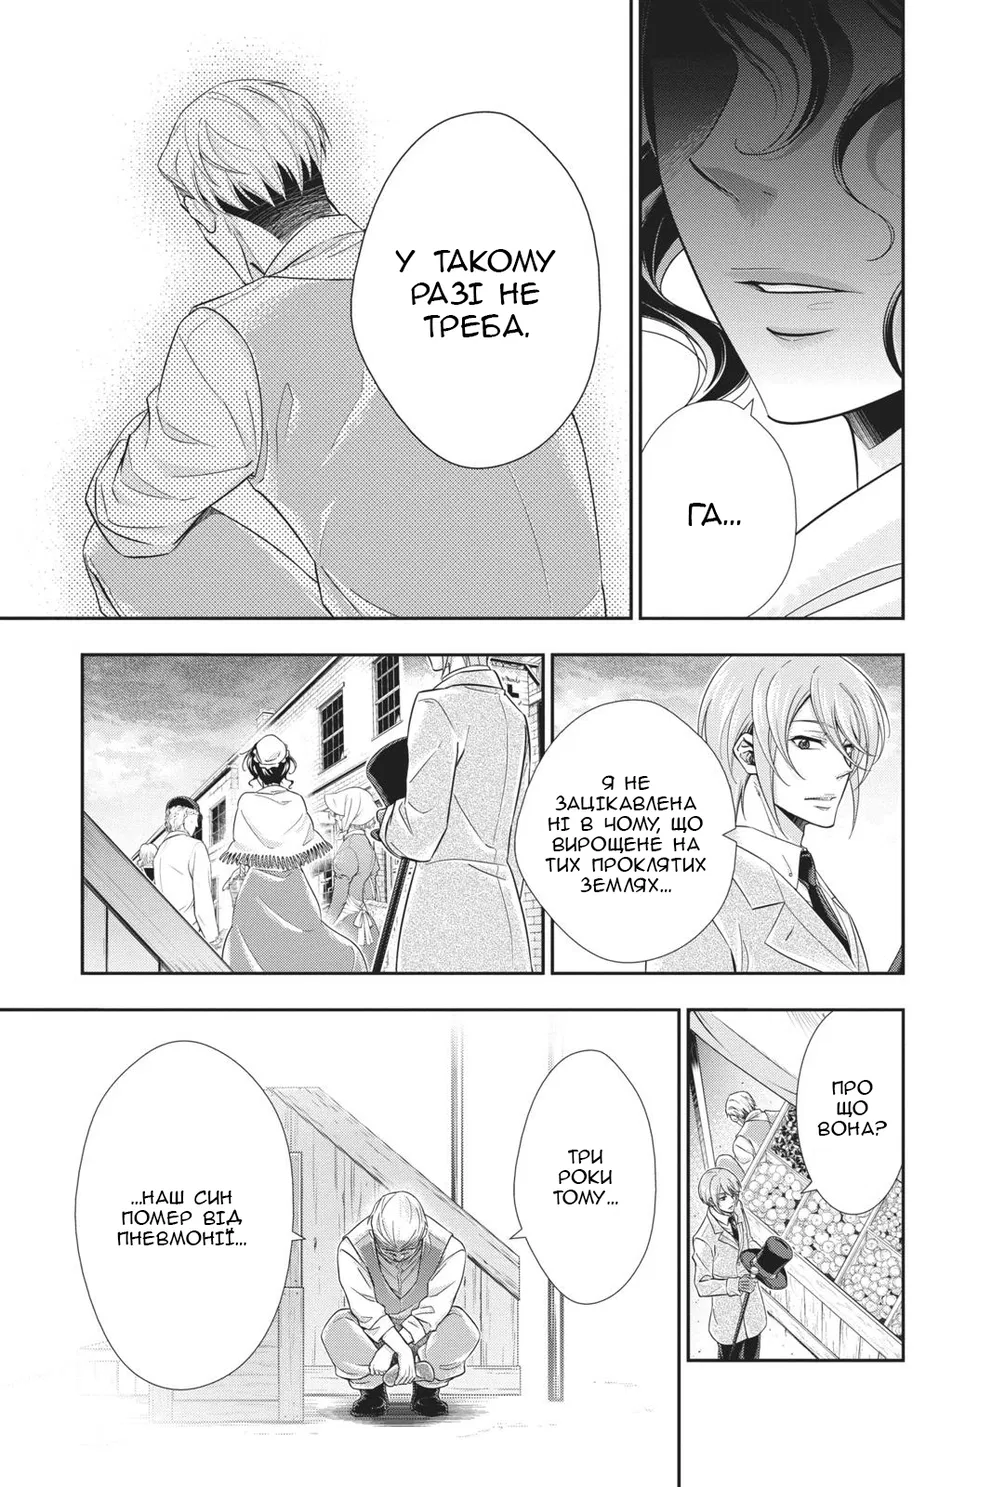 ГА...
У ТАКОМУ
РАЗІ НЕ
ТРЕБА.
Я НЕ
ЗАЦІКАВЛЕНА
НІ В ЧОМУ, ЩО
ВИРОЩЕНЕ НА
ТИХ ПРОКЛЯТИХ
ЗЕМЛЯХ...
ПРО
ЩО
ВОНА?
ТРИ
РОКИ
ТОМУ...
...НАШ СИН
ПОМЕР ВІД
ПНЕВМОНІЇ...